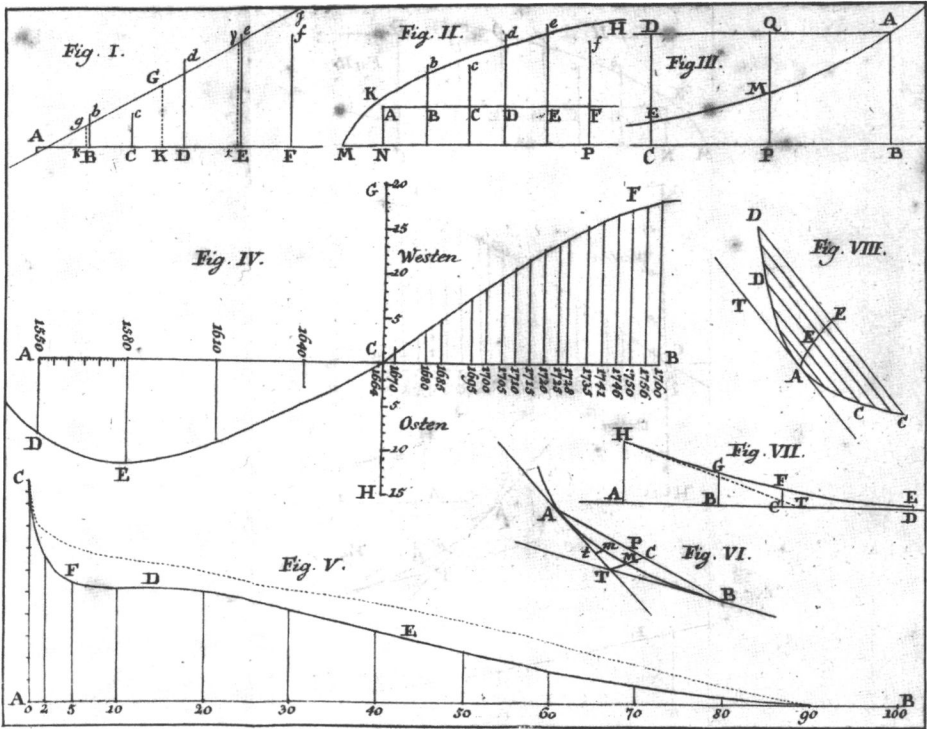 Fig. I.
A g b B k c C G K d D y e E f F
Fig. II.
K b c d e H f
A B C D E F
M N P
Fig. III.
D Q A
E M
C P B
Fig. IV.
G 20 15 10 5
Westen
F
A 1550 1580 1610 1640 C B
1664 1670 1680 1685 1695 1700 1705 1710 1715 1720 1725 1728 1735 1741 1746 1750 1756 1760
D E
5 10 15
Osten
H
Fig. VIII.
D
D E
T E
A C C
Fig. VII.
H G F E
A B C T D
Fig. V.
C F D E
A 0 2 5 10 20 30 40 50 60 70 80 90 100 B
Fig. VI.
A t m P M C T B